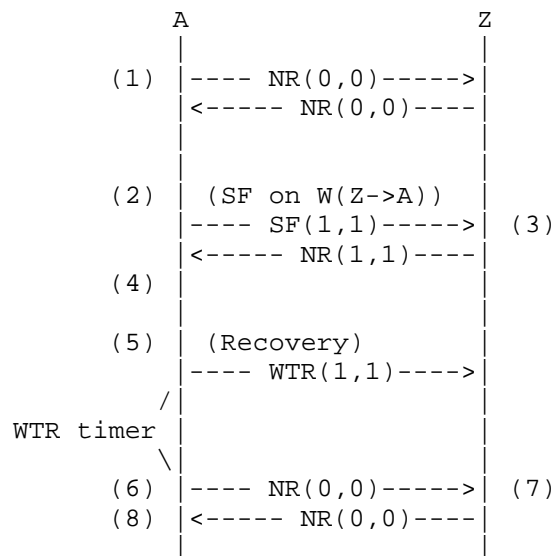 A Z
| |
(1) |---- NR(0,0)----->|
|<----- NR(0,0)----|
| |
| |
(2) | (SF on W(Z->A)) |
|---- SF(1,1)----->| (3)
|<----- NR(1,1)----|
(4) | |
| |
(5) | (Recovery) |
|---- WTR(1,1)---->|
/| |
WTR timer | |
\| |
(6) |---- NR(0,0)----->| (7)
(8) |<----- NR(0,0)----|
| |